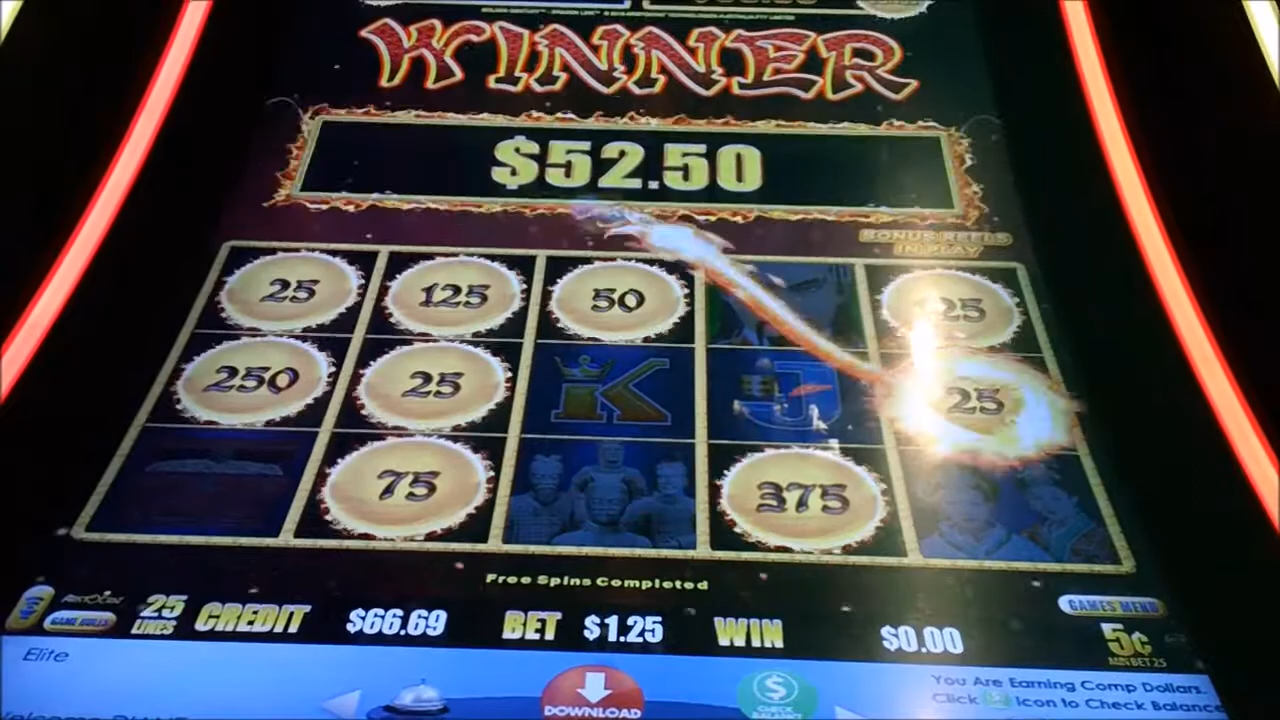 WINNER
$52.50
BONUS REELS
IN PLAY
25 125 50 25
250 25 K J 25
75 375
Free Spins Completed
GAME RULES
25
LINES
CREDIT $66.69 BET $1.25 WIN $0.00
GAMES MENU
5¢
MIN BET 25
Elite
DOWNLOAD
CHECK
BALANCE
You Are Earning Comp Dollars.
Click Icon to Check Balance